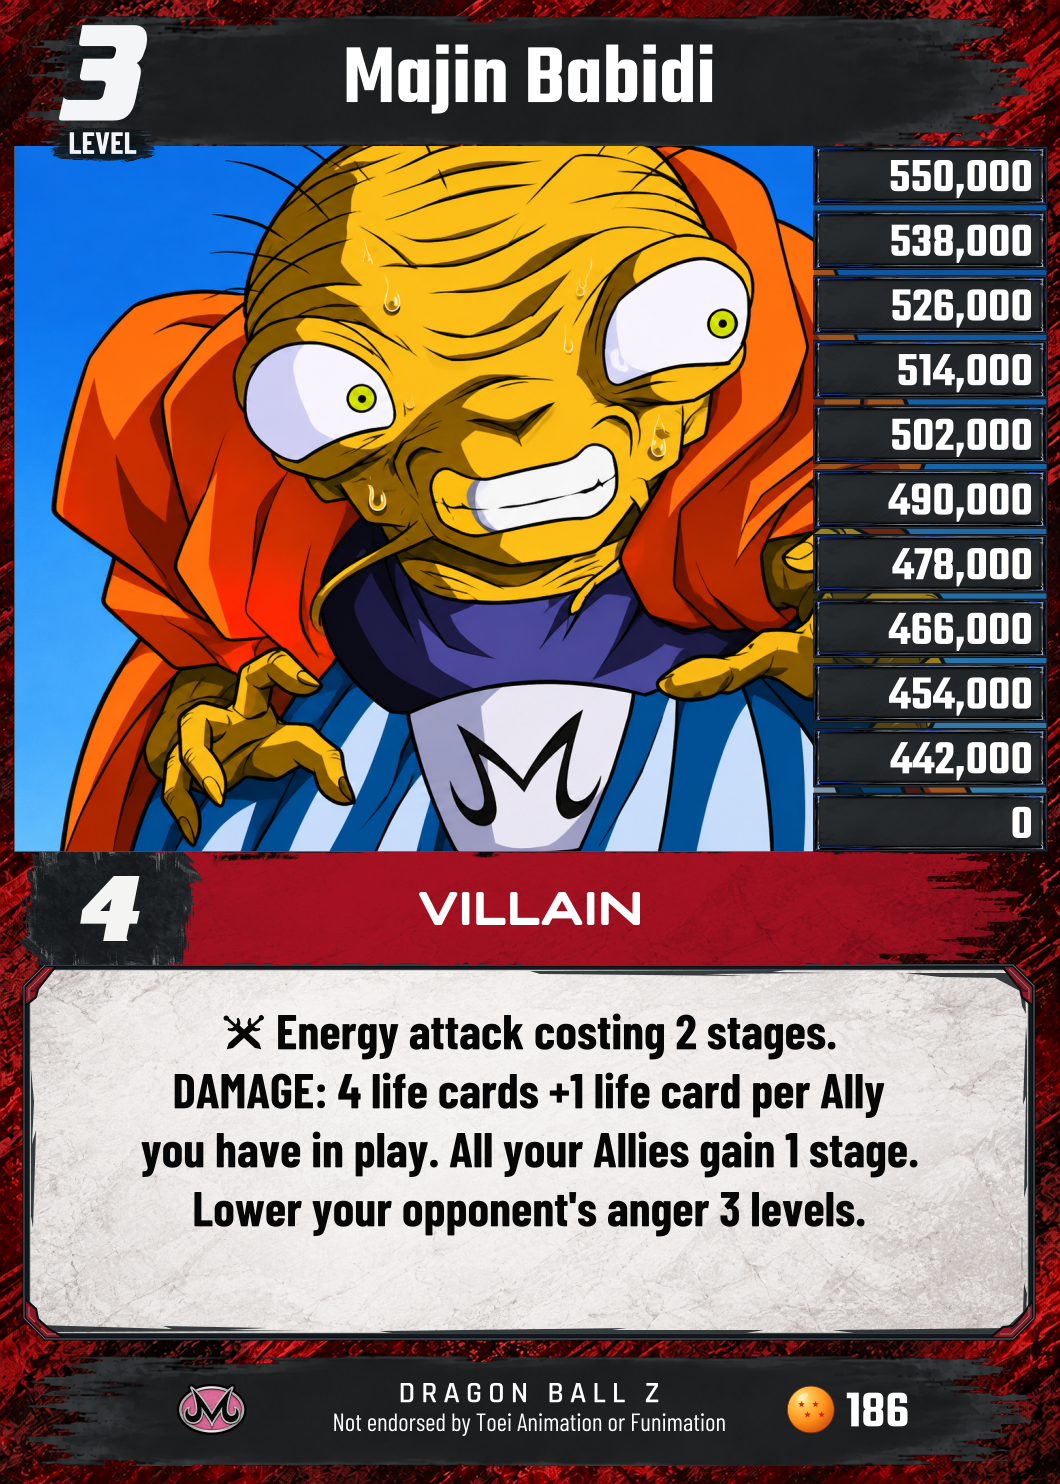 3
LEVEL
Majin Babidi
550,000
538,000
526,000
514,000
502,000
490,000
478,000
466,000
454,000
442,000
0
4
VILLAIN
Energy attack costing 2 stages.
DAMAGE: 4 life cards +1 life card per Ally
you have in play. All your Allies gain 1 stage.
Lower your opponent's anger 3 levels.
DRAGON BALL Z
Not endorsed by Toei Animation or Funimation
186